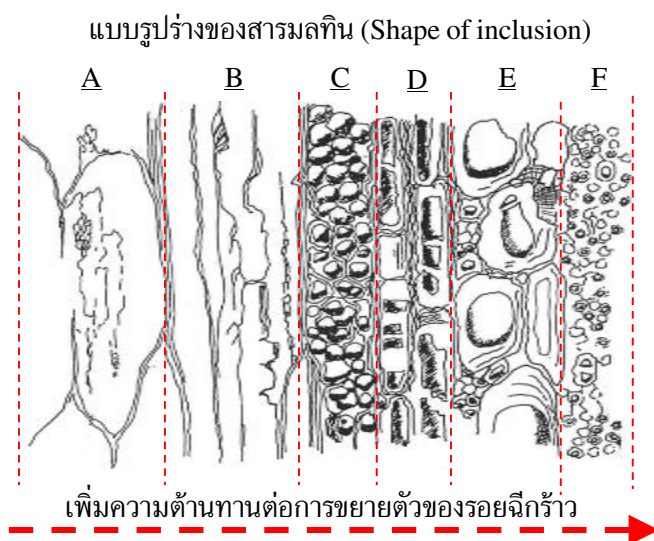 แบบรูปร่างของสารมลทิน (Shape of inclusion)
A B C D E F
เพิ่มความต้านทานต่อการขยายตัวของรอยฉีกร้าว